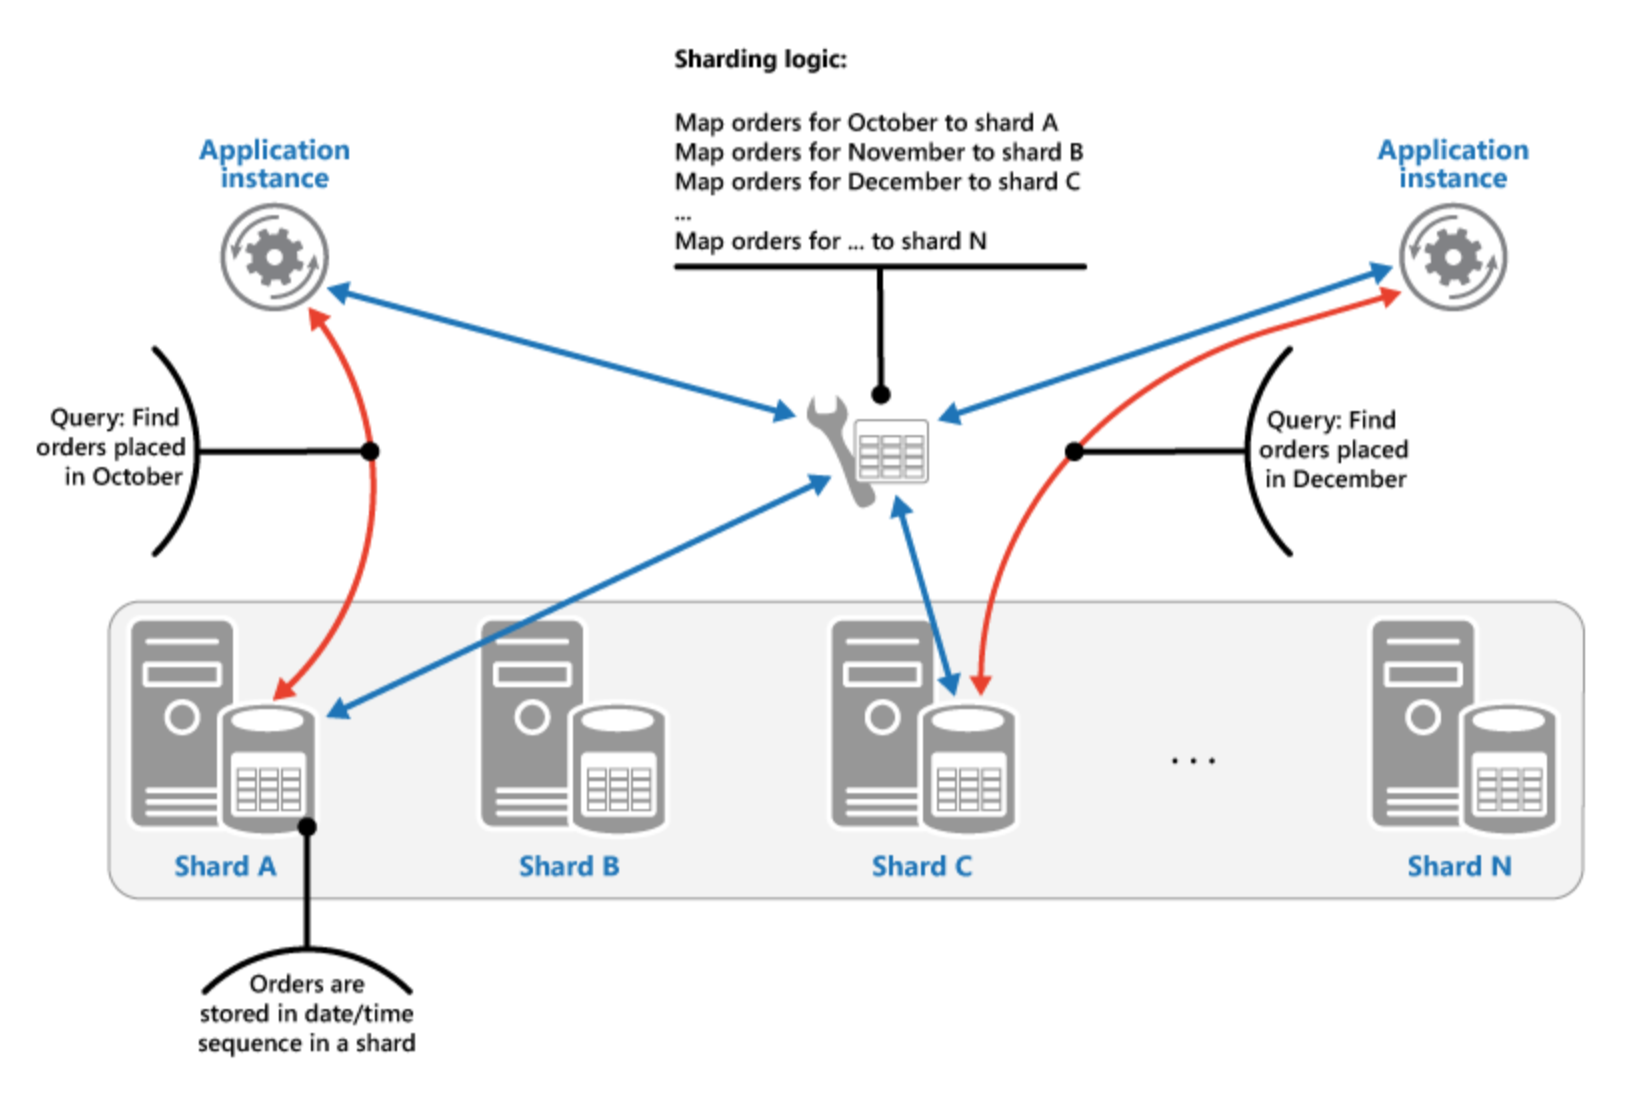 Sharding logic:
Map orders for October to shard A
Map orders for November to shard B
Map orders for December to shard C
...
Map orders for ... to shard N
Application
instance
Application
instance
Query: Find
orders placed
in October
Query: Find
orders placed
in December
Shard A
Shard B
Shard C
...
Shard N
Orders are
stored in date/time
sequence in a shard